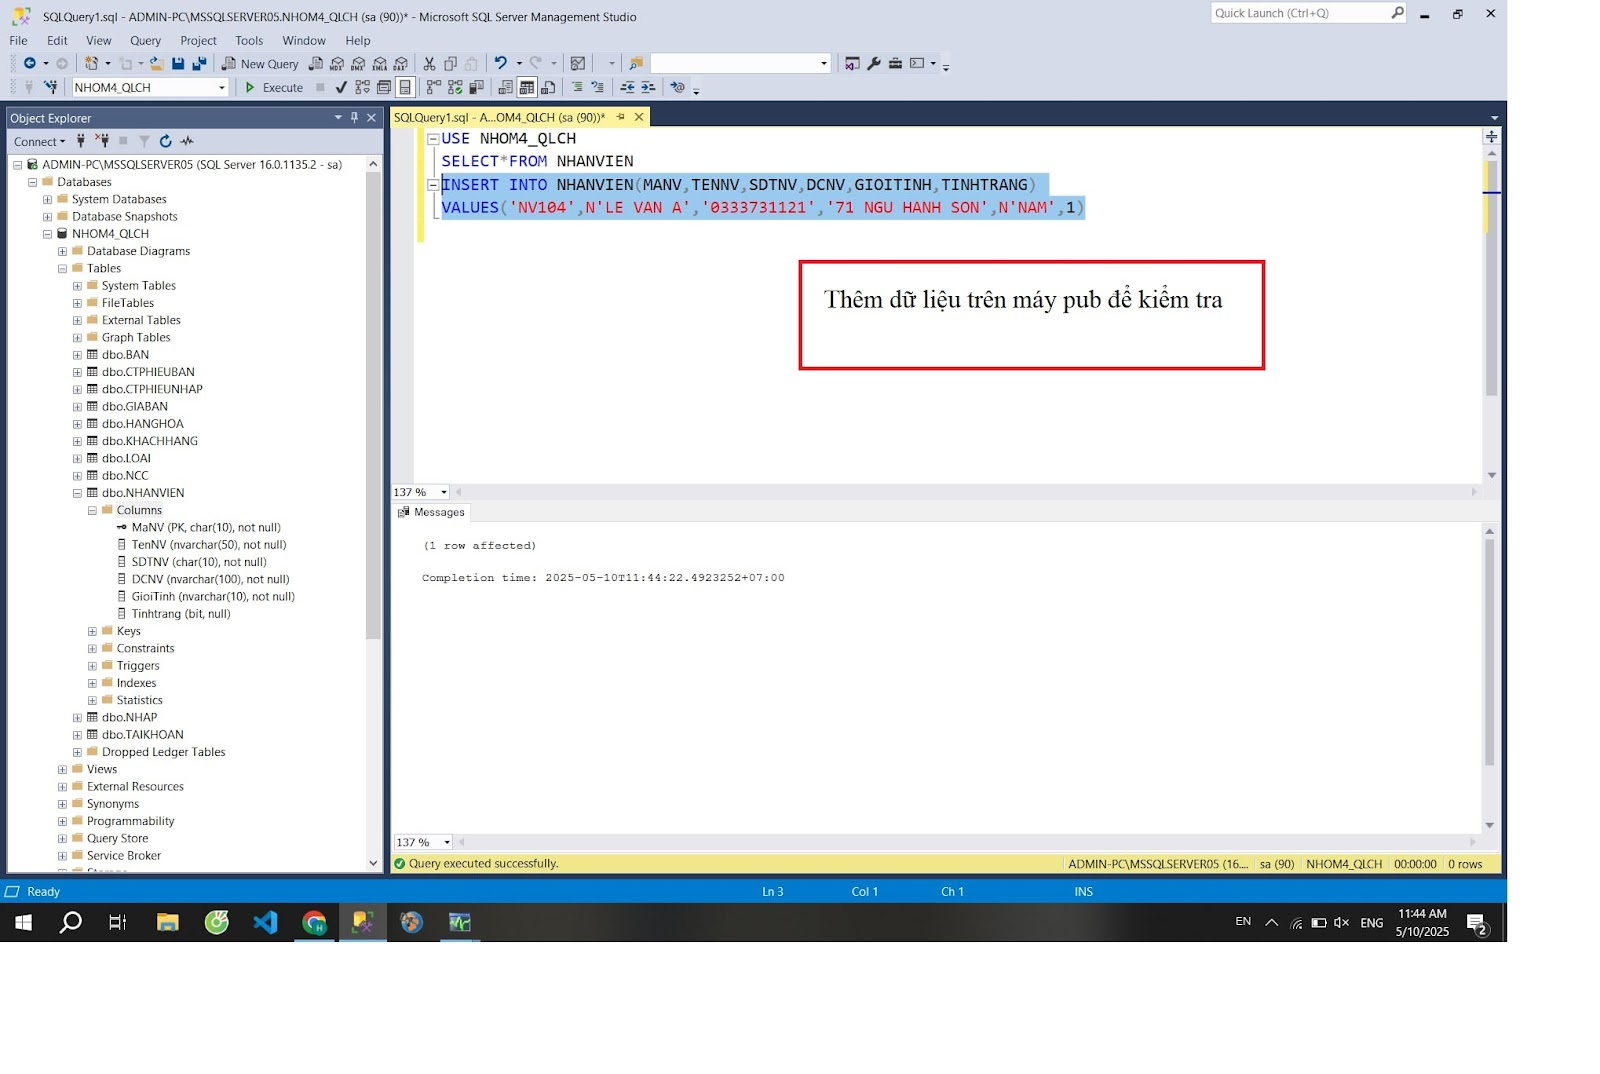 SQLQuery1.sql - ADMIN-PC\MSSQLSERVER05.NHOM4_QLCH (sa (90))* - Microsoft SQL Server Management Studio
Quick Launch (Ctrl+Q)
File Edit View Query Project Tools Window Help
New Query
MDX DMX XMLA DAX
NHOM4_QLCH
Execute
Object Explorer
Connect
ADMIN-PC\MSSQLSERVER05 (SQL Server 16.0.1135.2 - sa)
Databases
System Databases
Database Snapshots
NHOM4_QLCH
Database Diagrams
Tables
System Tables
FileTables
External Tables
Graph Tables
dbo.BAN
dbo.CTPHIEUBAN
dbo.CTPHIEUNHAP
dbo.GIABAN
dbo.HANGHOA
dbo.KHACHHANG
dbo.LOAI
dbo.NCC
dbo.NHANVIEN
Columns
MaNV (PK, char(10), not null)
TenNV (nvarchar(50), not null)
SDTNV (char(10), not null)
DCNV (nvarchar(100), not null)
GioiTinh (nvarchar(10), not null)
Tinhtrang (bit, null)
Keys
Constraints
Triggers
Indexes
Statistics
dbo.NHAP
dbo.TAIKHOAN
Dropped Ledger Tables
Views
External Resources
Synonyms
Programmability
Query Store
Service Broker
SQLQuery1.sql - A...OM4_QLCH (sa (90))*
USE NHOM4_QLCH
SELECT*FROM NHANVIEN
INSERT INTO NHANVIEN(MANV,TENNV,SDTNV,DCNV,GIOITINH,TINHTRANG)
VALUES('NV104',N'LE VAN A','0333731121','71 NGU HANH SON',N'NAM',1)
Thêm dữ liệu trên máy pub để kiểm tra
137 %
Messages
(1 row affected)
Completion time: 2025-05-10T11:44:22.4923252+07:00
137 %
Query executed successfully.
ADMIN-PC\MSSQLSERVER05 (16.... sa (90) NHOM4_QLCH 00:00:00 0 rows
Ready
Ln 3 Col 1 Ch 1 INS
EN
ENG
11:44 AM
5/10/2025
2